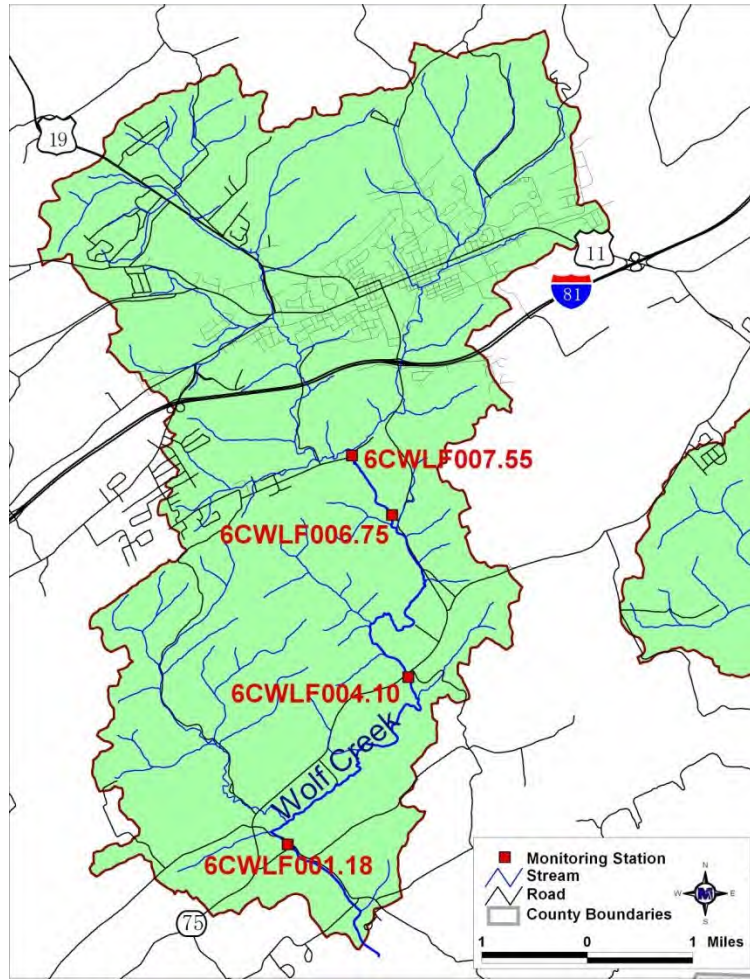 19
11
81
6CWLF007.55
6CWLF006.75
6CWLF004.10
Wolf Creek
6CWLF001.18
75
Monitoring Station
Stream
Road
County Boundaries
N
W
E
S
M
1 0 1 Miles